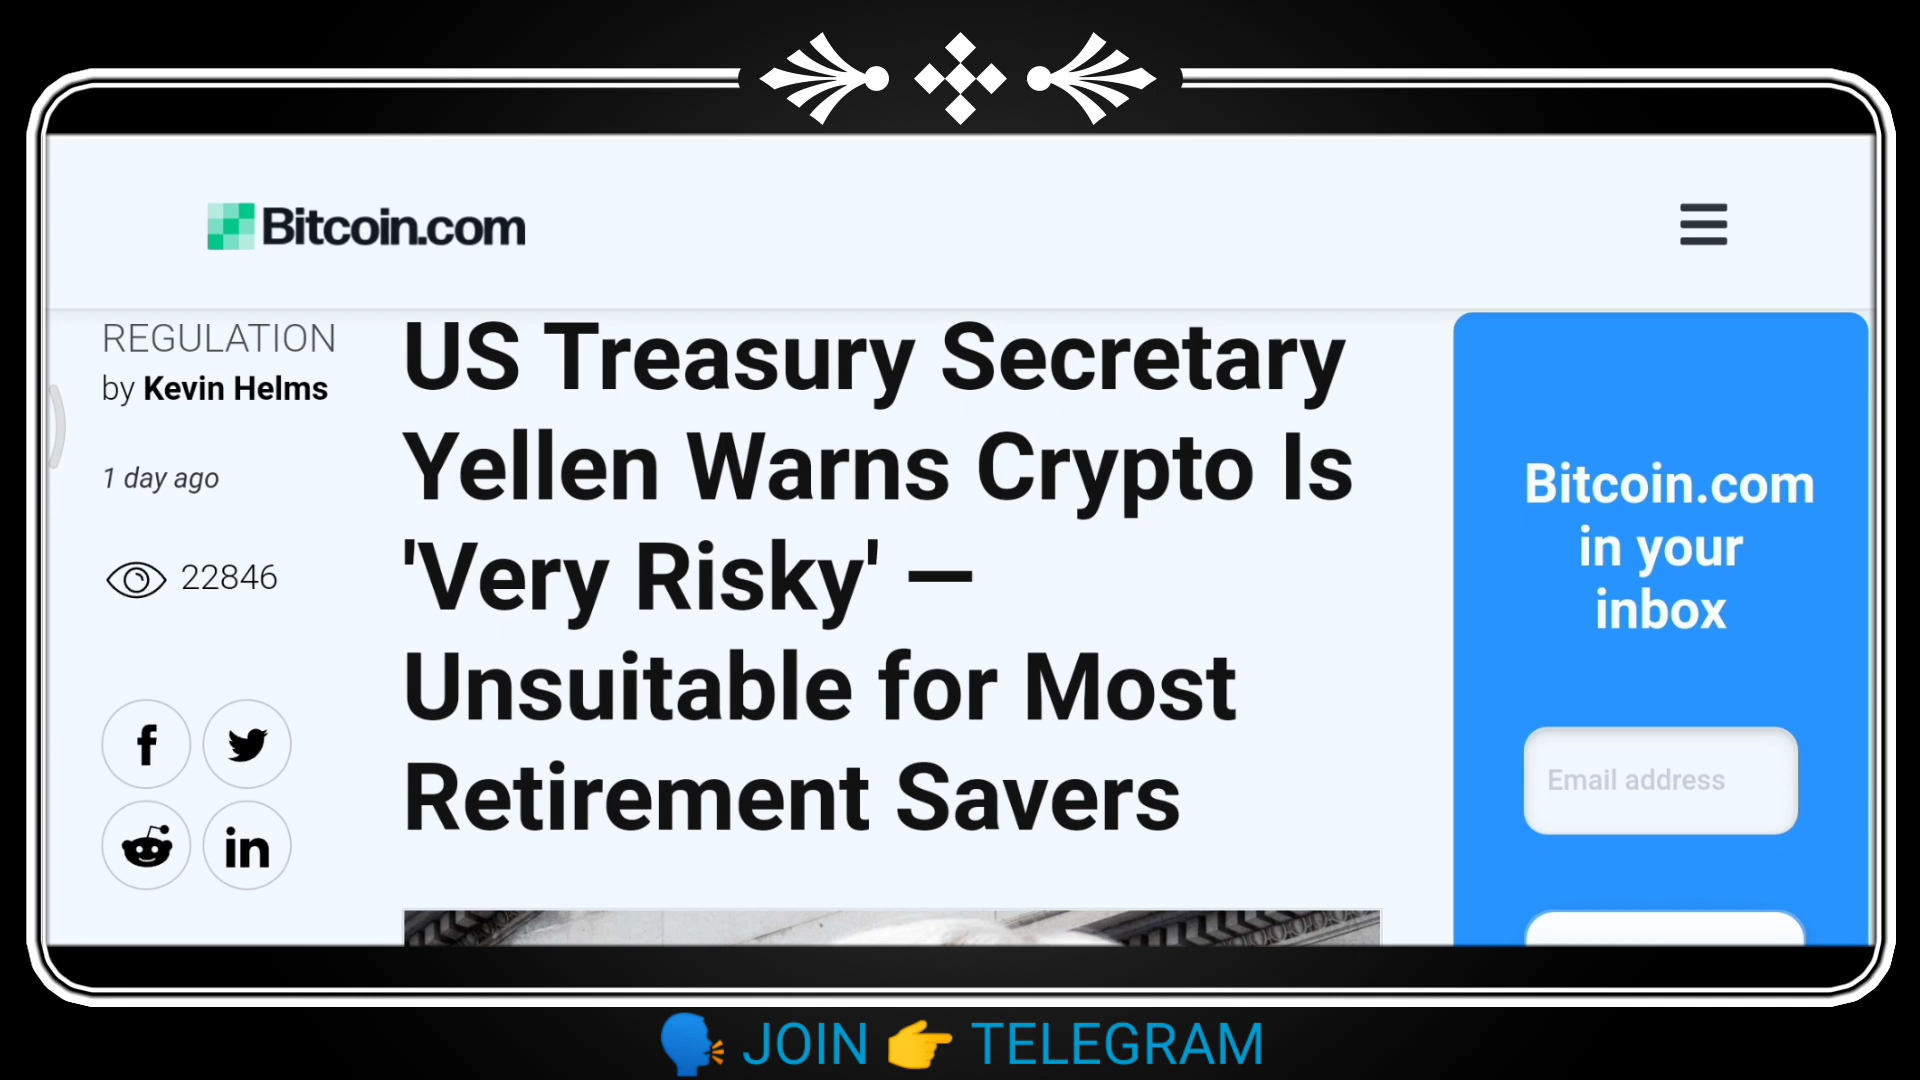 Bitcoin.com
REGULATION
by Kevin Helms
1 day ago
22846
US Treasury Secretary
Yellen Warns Crypto Is
'Very Risky' —
Unsuitable for Most
Retirement Savers
Bitcoin.com
in your
inbox
Email address
🗣 JOIN 👉 TELEGRAM